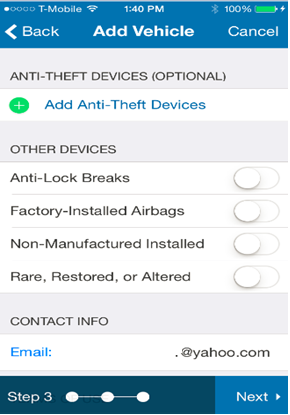 T-Mobile 1:40 PM 100%
Back Add Vehicle Cancel
ANTI-THEFT DEVICES (OPTIONAL)
Add Anti-Theft Devices
OTHER DEVICES
Anti-Lock Breaks
Factory-Installed Airbags
Non-Manufactured Installed
Rare, Restored, or Altered
CONTACT INFO
Email: .@yahoo.com
Step 3 Next